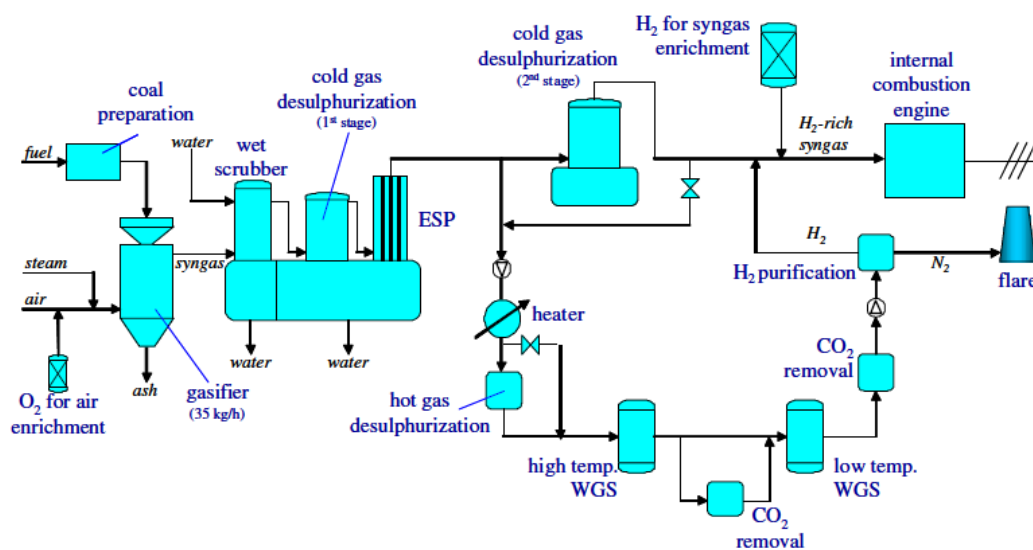 coal
preparation
fuel
water
wet
scrubber
cold gas
desulphurization
(1st stage)
ESP
steam
air
syngas
O2 for air
enrichment
ash
gasifier
(35 kg/h)
water
water
cold gas
desulphurization
(2nd stage)
H2 for syngas
enrichment
internal
combustion
engine
H2-rich
syngas
H2
H2 purification
N2
flare
heater
hot gas
desulphurization
CO2
removal
high temp.
WGS
low temp.
WGS
CO2
removal